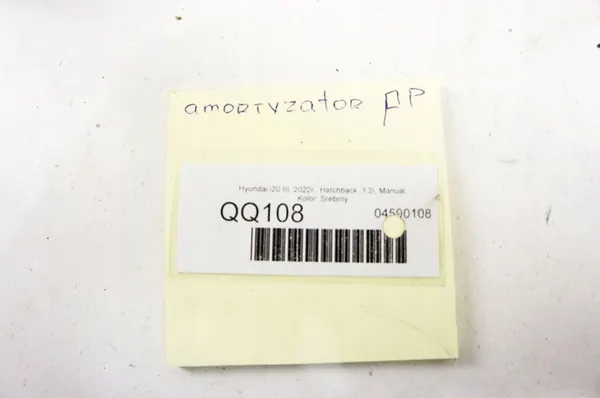 amortyzator PP
Hyundai i20 III, 2022r. Hatchback, 1.2i, Manual,
Kolor: Srebrny
QQ108 04590108